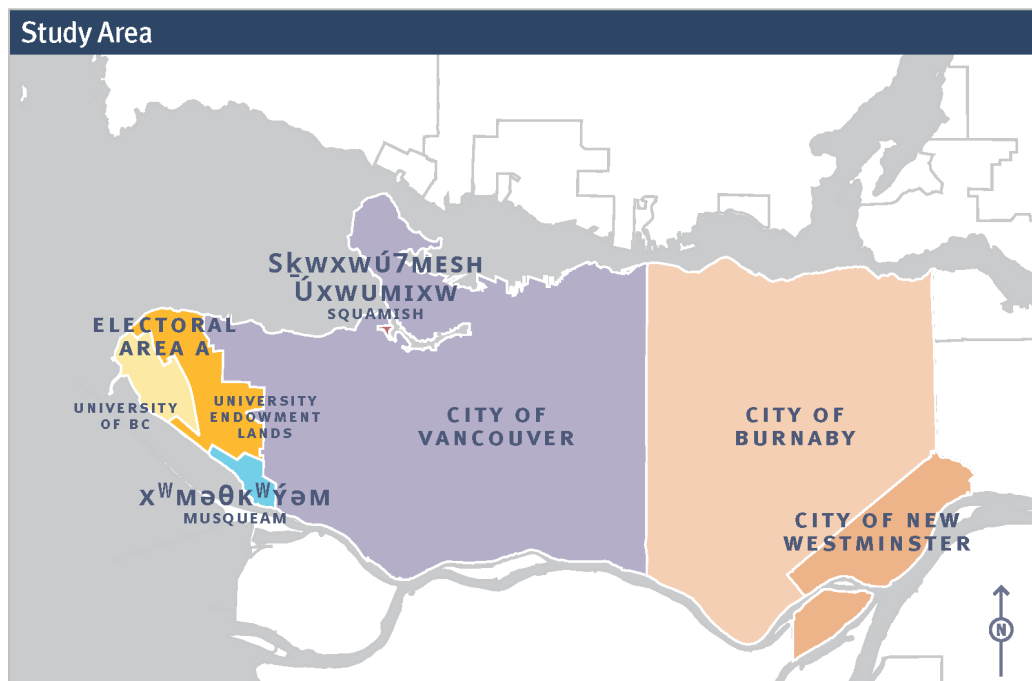 Study Area
Sḵwxwú7mesh
Úxwumixw
SQUAMISH
ELECTORAL
AREA A
UNIVERSITY
OF BC
UNIVERSITY
ENDOWMENT
LANDS
CITY OF
VANCOUVER
CITY OF
BURNABY
xʷməθkʷəy̓əm
MUSQUEAM
CITY OF NEW
WESTMINSTER
N